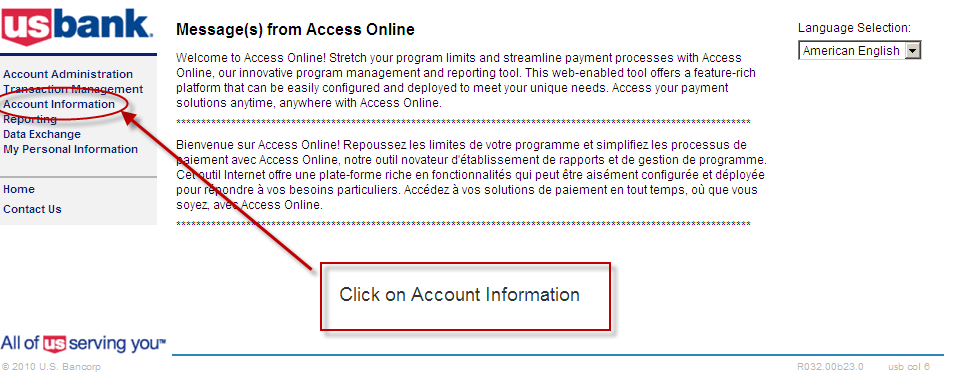 usbank.
Account Administration
Transaction Management
Account Information
Reporting
Data Exchange
My Personal Information
Home
Contact Us
Message(s) from Access Online
Welcome to Access Online! Stretch your program limits and streamline payment processes with Access
Online, our innovative program management and reporting tool. This web-enabled tool offers a feature-rich
platform that can be easily configured and deployed to meet your unique needs. Access your payment
solutions anytime, anywhere with Access Online.
Bienvenue sur Access Online! Repoussez les limites de votre programme et simplifiez les processus de
paiement avec Access Online, notre outil novateur d'établissement de rapports et de gestion de programme.
Cet outil Internet offre une plate-forme riche en fonctionnalités qui peut être aisément configurée et déployée
pour répondre à vos besoins particuliers. Accédez à vos solutions de paiement en tout temps, où que vous
soyez, avec Access Online.
Language Selection:
American English
Click on Account Information
All of us serving you™
© 2010 U.S. Bancorp
R032.00b23.0 usb col 6